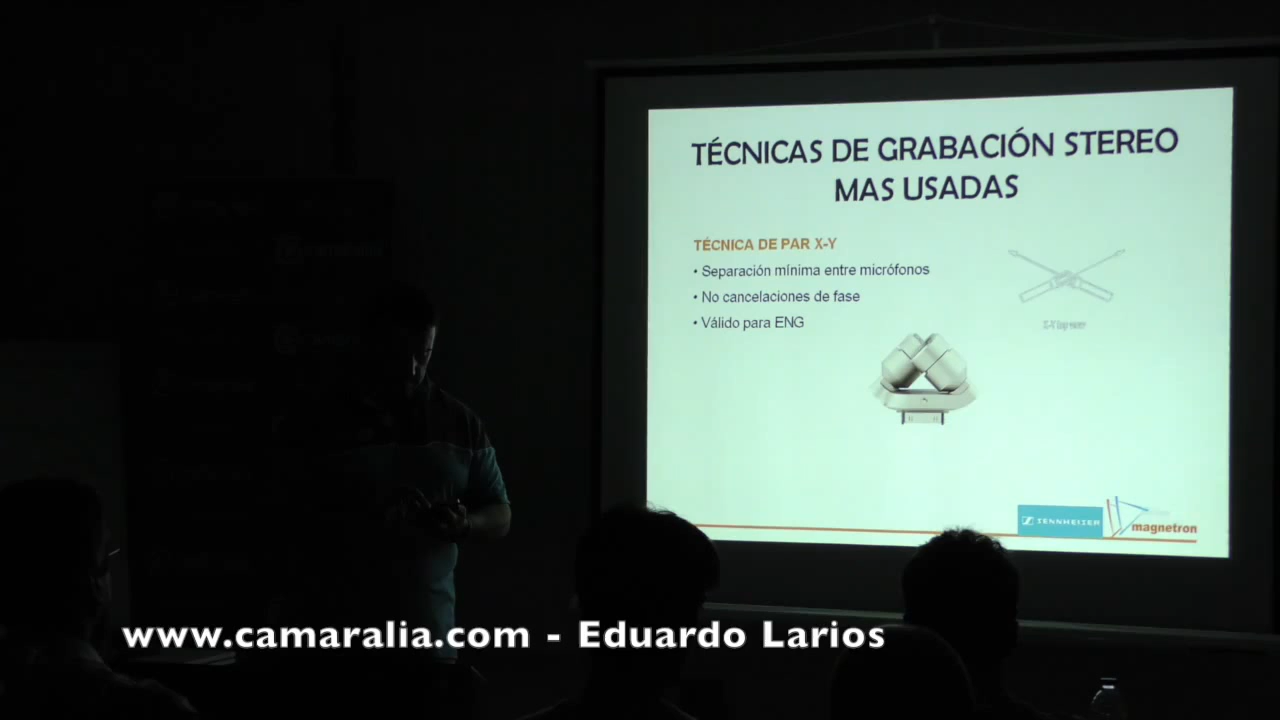 TÉCNICAS DE GRABACIÓN STEREO
MAS USADAS
TÉCNICA DE PAR X-Y
• Separación mínima entre micrófonos
• No cancelaciones de fase
• Válido para ENG
X-Y
SENNHEISER
magnetron
www.camaralia.com - Eduardo Larios